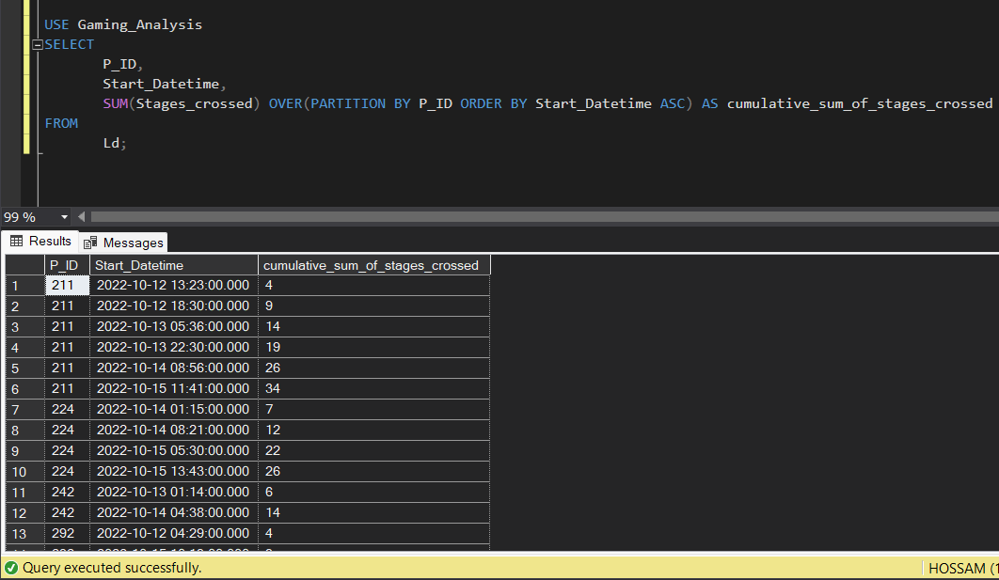 USE Gaming_Analysis
SELECT
P_ID,
Start_Datetime,
SUM(Stages_crossed) OVER(PARTITION BY P_ID ORDER BY Start_Datetime ASC) AS cumulative_sum_of_stages_crossed
FROM
Ld;
99 %
Results Messages
P_ID Start_Datetime cumulative_sum_of_stages_crossed
1 211 2022-10-12 13:23:00.000 4
2 211 2022-10-12 18:30:00.000 9
3 211 2022-10-13 05:36:00.000 14
4 211 2022-10-13 22:30:00.000 19
5 211 2022-10-14 08:56:00.000 26
6 211 2022-10-15 11:41:00.000 34
7 224 2022-10-14 01:15:00.000 7
8 224 2022-10-14 08:21:00.000 12
9 224 2022-10-15 05:30:00.000 22
10 224 2022-10-15 13:43:00.000 26
11 242 2022-10-13 01:14:00.000 6
12 242 2022-10-14 04:38:00.000 14
13 292 2022-10-12 04:29:00.000 4
Query executed successfully. HOSSAM (1